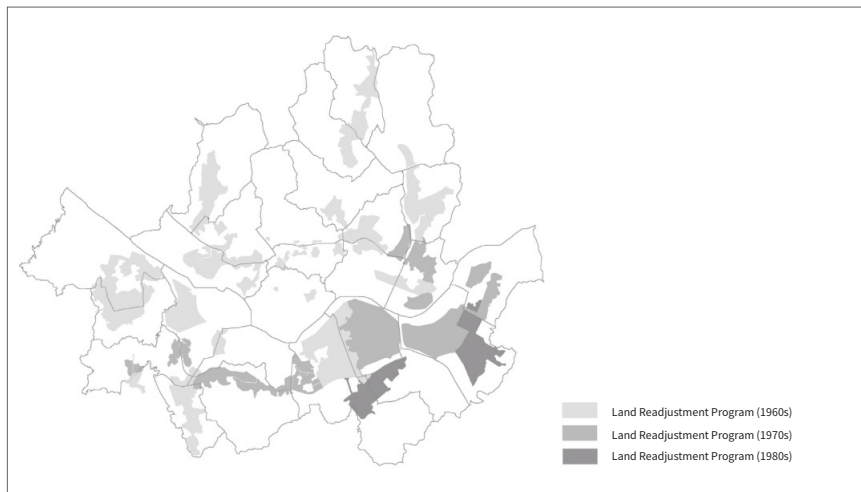 Land Readjustment Program (1960s)
Land Readjustment Program (1970s)
Land Readjustment Program (1980s)